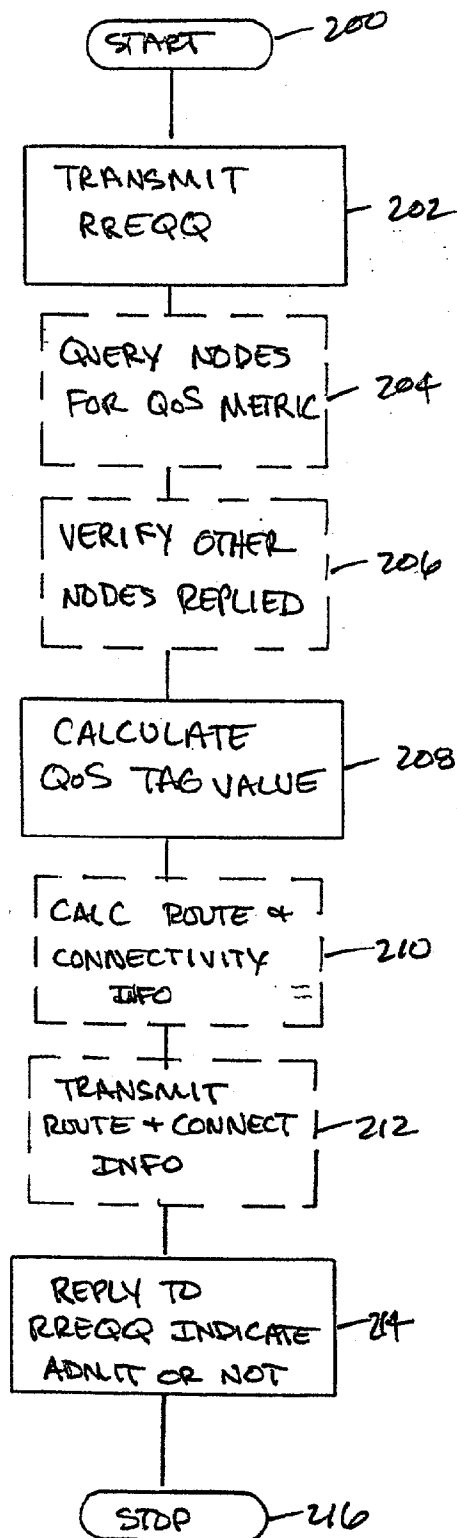 START 200
TRANSMIT
RREQQ 202
QUERY NODES
FOR QoS METRIC 204
VERIFY OTHER
NODES REPLIED 206
CALCULATE
QoS TAG VALUE 208
CALC ROUTE &
CONNECTIVITY 210
INFO
TRANSMIT
ROUTE + CONNECT 212
INFO
REPLY TO
RREQQ INDICATE 214
ADMIT OR NOT
STOP 216